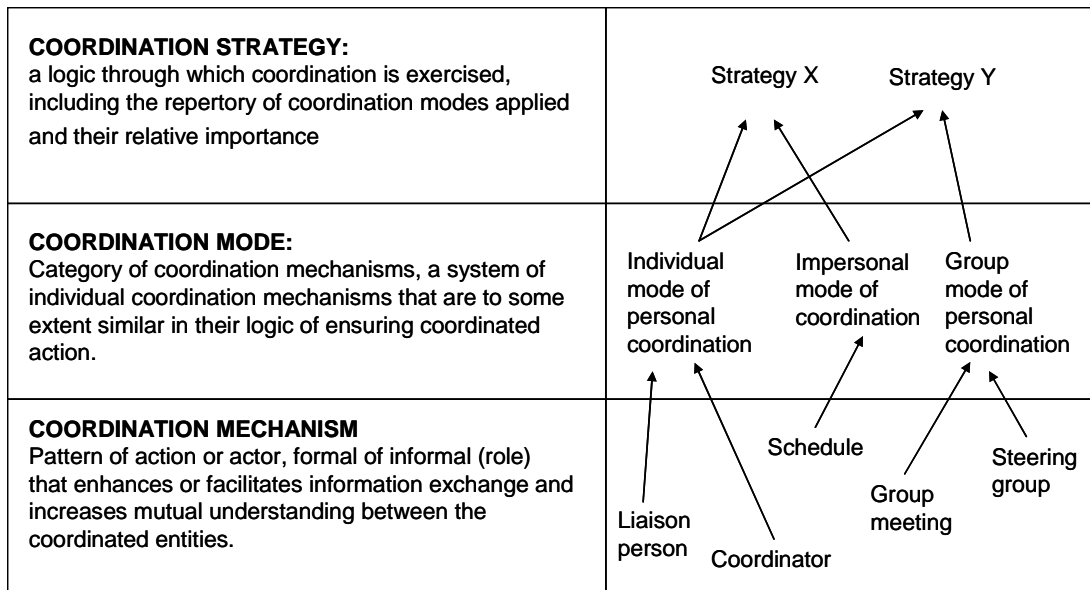 COORDINATION STRATEGY:
a logic through which coordination is exercised,
including the repertory of coordination modes applied
and their relative importance
Strategy X
Strategy Y
COORDINATION MODE:
Category of coordination mechanisms, a system of
individual coordination mechanisms that are to some
extent similar in their logic of ensuring coordinated
action.
Individual
mode of
personal
coordination
Impersonal
mode of
coordination
Group
mode of
personal
coordination
COORDINATION MECHANISM
Pattern of action or actor, formal of informal (role)
that enhances or facilitates information exchange and
increases mutual understanding between the
coordinated entities.
Liaison
person
Coordinator
Schedule
Group
meeting
Steering
group